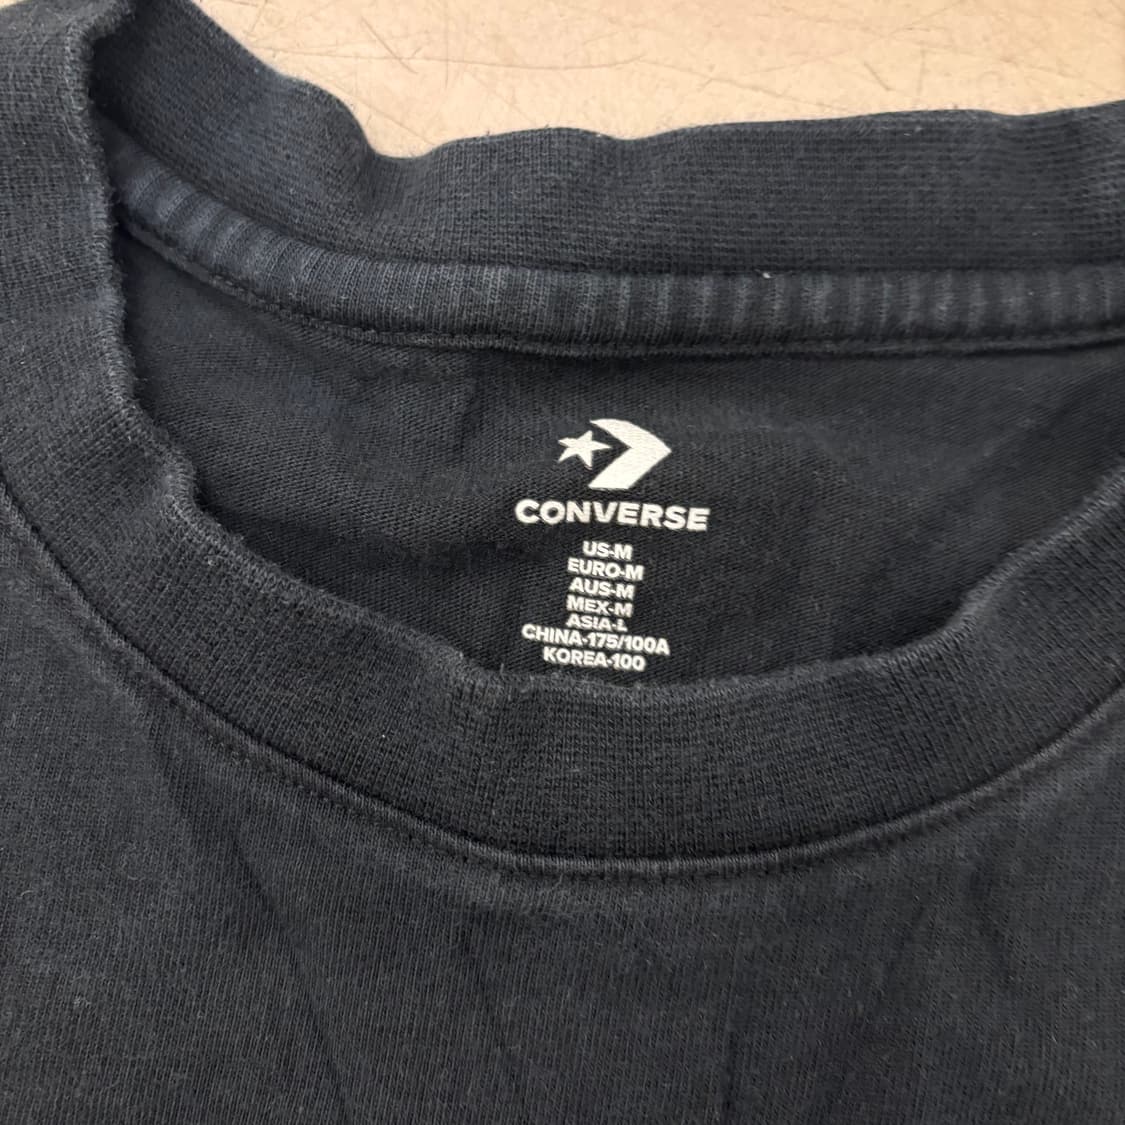 CONVERSE
US-M
EURO-M
AUS-M
MEX-M
ASIA-L
CHINA-175/100A
KOREA-100